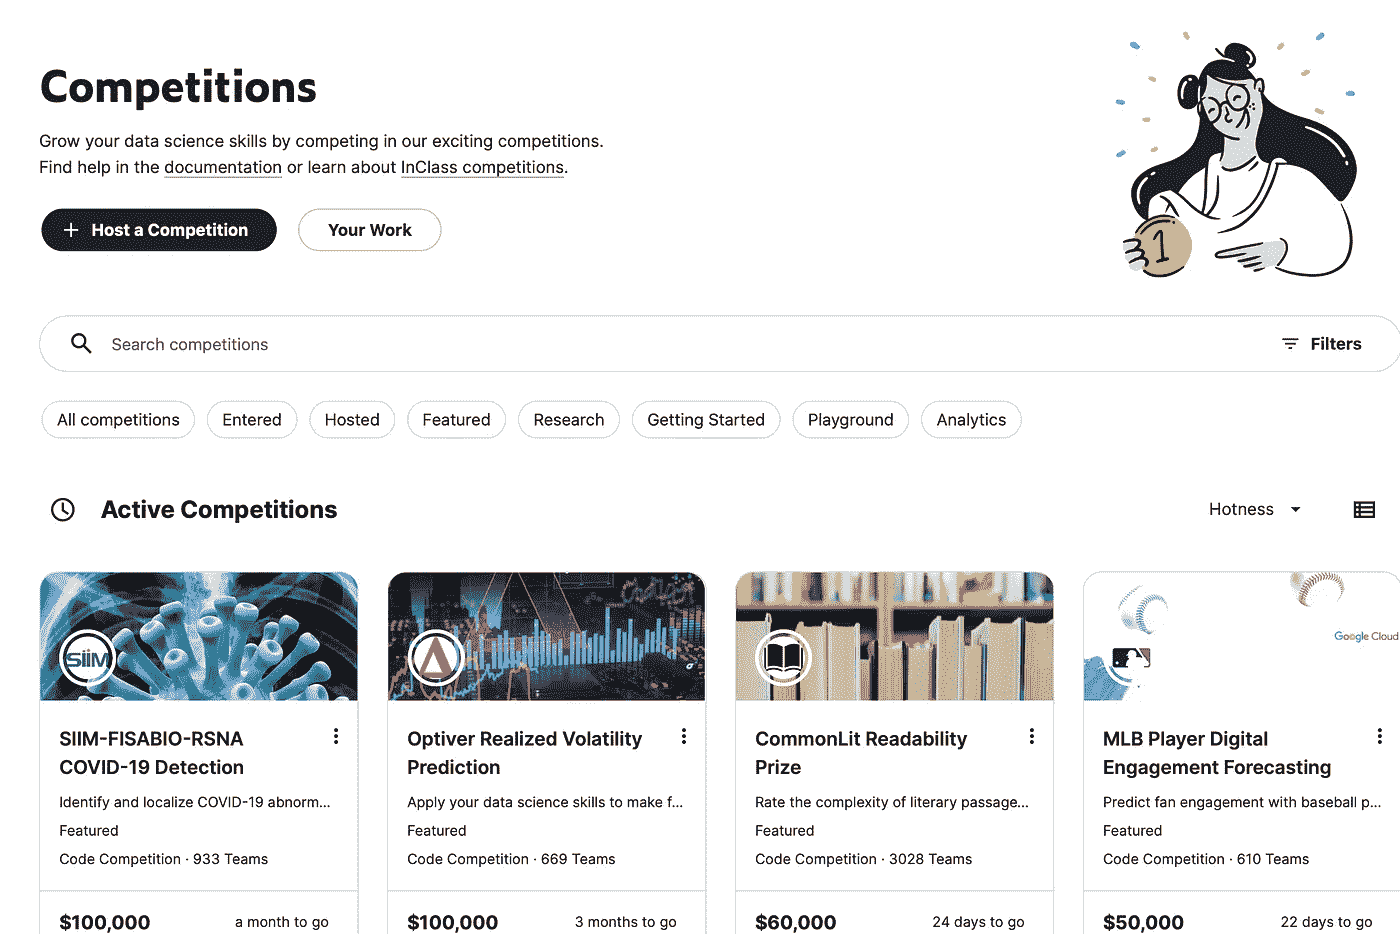 Competitions
Grow your data science skills by competing in our exciting competitions.
Find help in the documentation or learn about InClass competitions.
+ Host a Competition
Your Work
1
Search competitions
Filters
All competitions
Entered
Hosted
Featured
Research
Getting Started
Playground
Analytics
Active Competitions
Hotness
SIIM
Google Cloud
SIIM-FISABIO-RSNA
COVID-19 Detection
Identify and localize COVID-19 abnorm...
Featured
Code Competition · 933 Teams
$100,000
a month to go
Optiver Realized Volatility
Prediction
Apply your data science skills to make f...
Featured
Code Competition · 669 Teams
$100,000
3 months to go
CommonLit Readability
Prize
Rate the complexity of literary passage...
Featured
Code Competition · 3028 Teams
$60,000
24 days to go
MLB Player Digital
Engagement Forecasting
Predict fan engagement with baseball p...
Featured
Code Competition · 610 Teams
$50,000
22 days to go